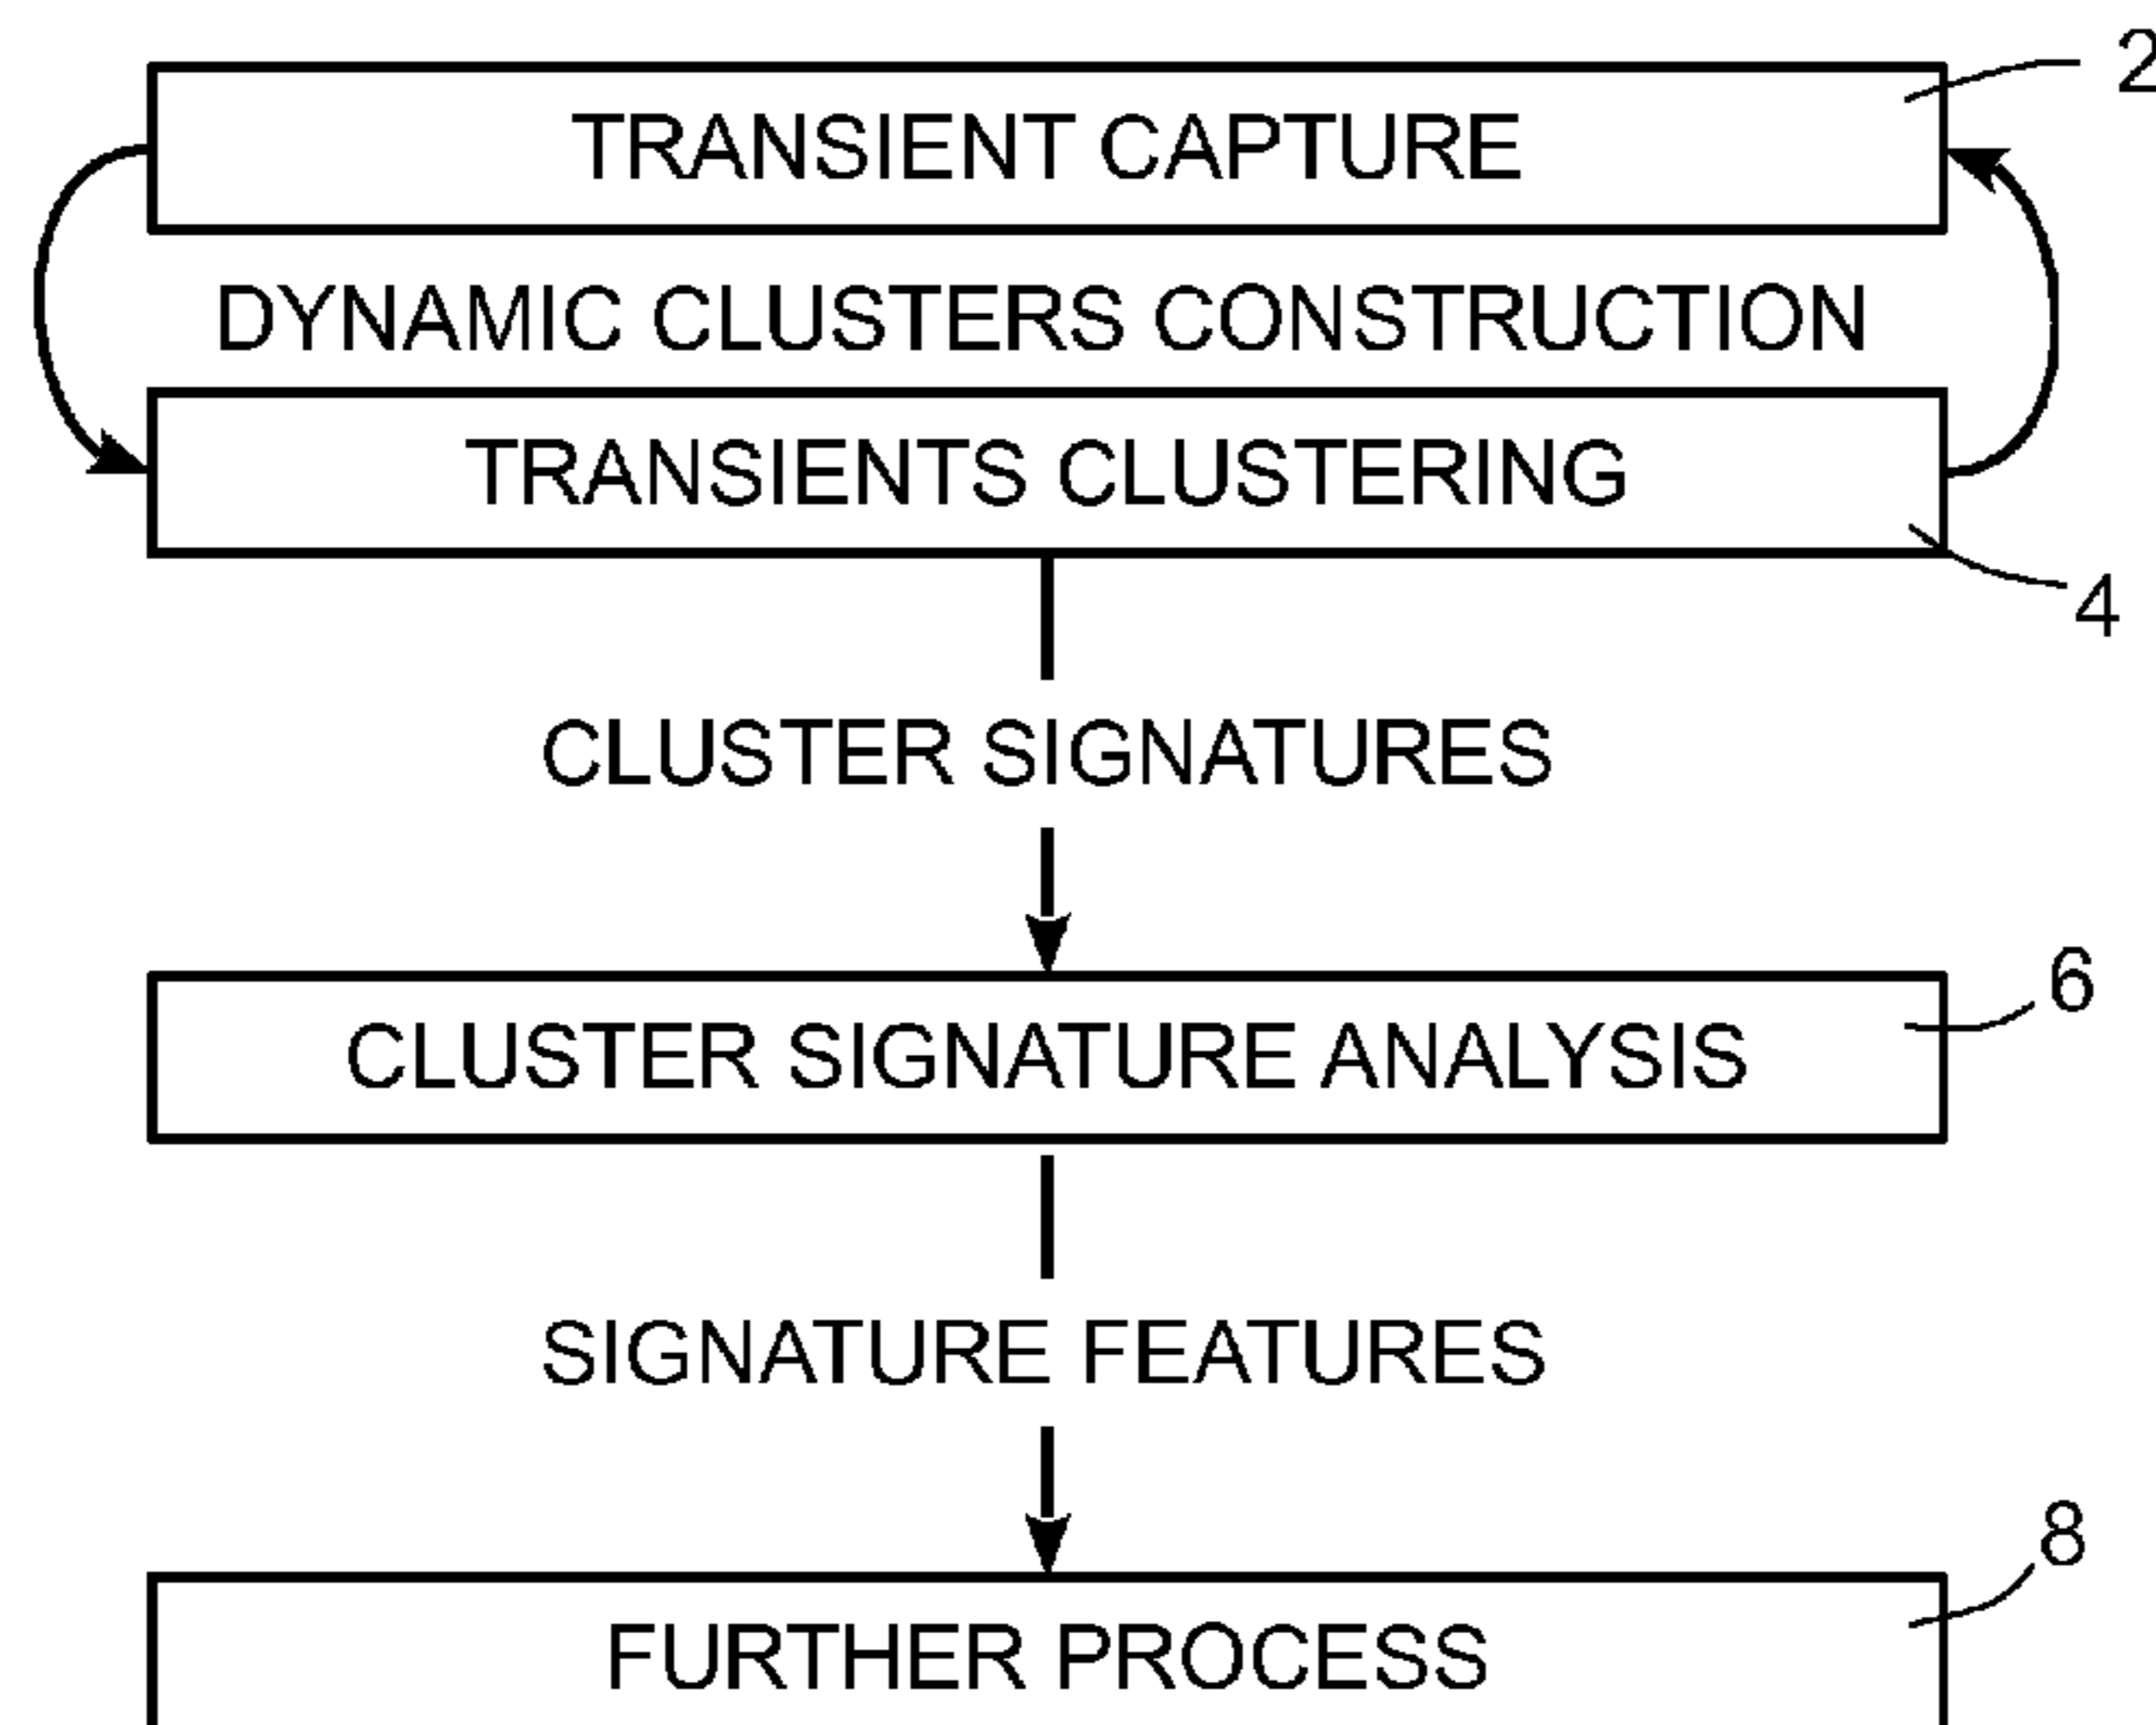 2
TRANSIENT CAPTURE
DYNAMIC CLUSTERS CONSTRUCTION
TRANSIENTS CLUSTERING
4
CLUSTER SIGNATURES
6
CLUSTER SIGNATURE ANALYSIS
SIGNATURE FEATURES
8
FURTHER PROCESS